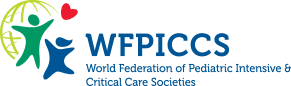 WFPICCS
World Federation of Pediatric Intensive &
Critical Care Societies